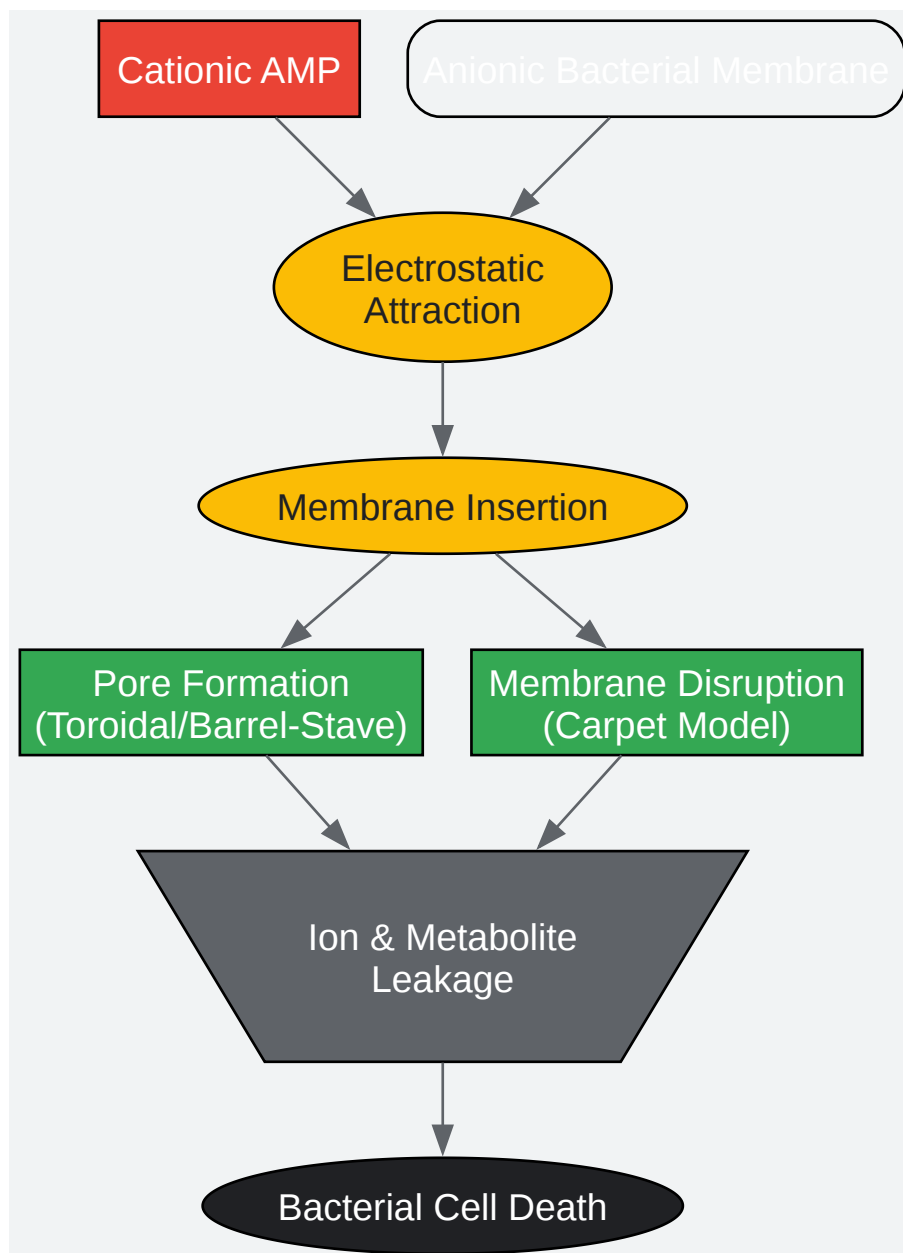 Cationic AMP
Anionic Bacterial Membrane
Electrostatic
Attraction
Membrane Insertion
Pore Formation
(Toroidal/Barrel-Stave)
Membrane Disruption
(Carpet Model)
Ion & Metabolite
Leakage
Bacterial Cell Death